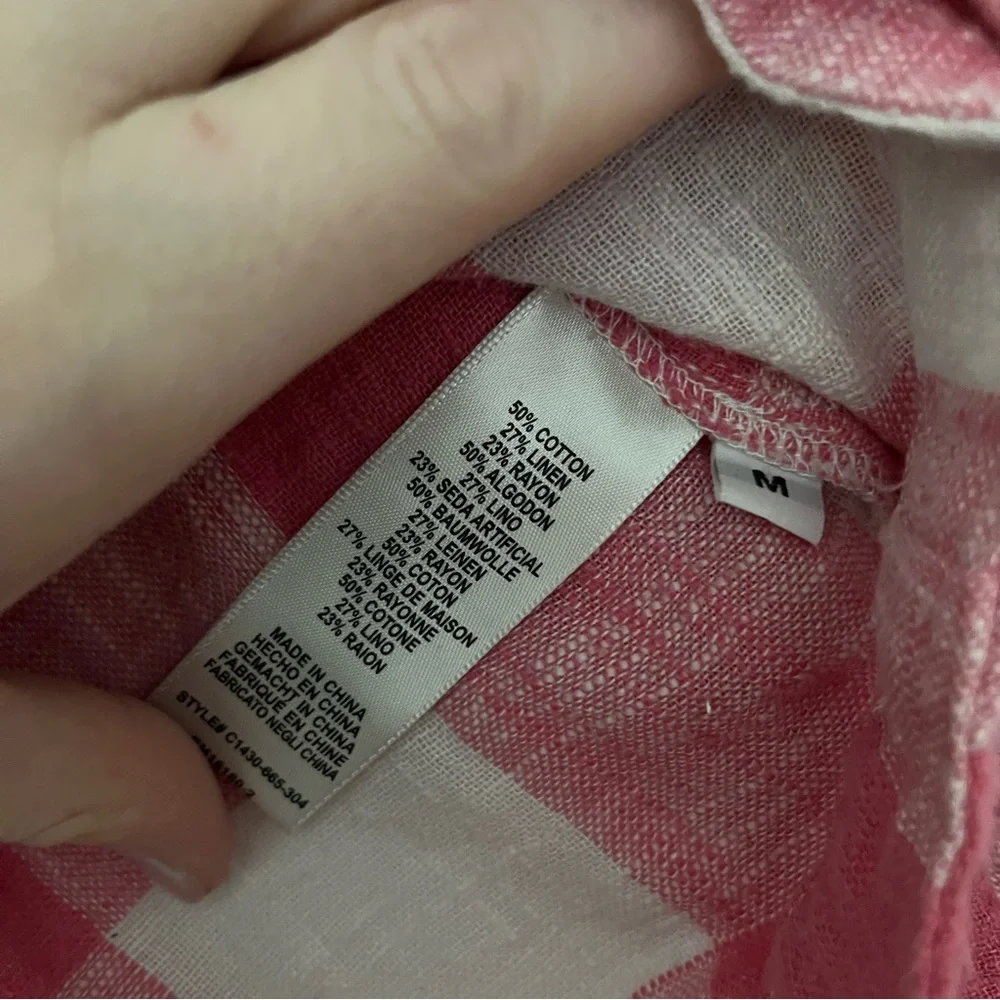 50% COTTON
27% LINEN
23% RAYON
50% ALGODON
27% LINO
23% SEDA ARTIFICIAL
50% BAUMWOLLE
27% LEINEN
23% RAYON
50% COTON
27% LINGE DE MAISON
23% RAYONNE
50% COTONE
27% LINO
23% RAION
MADE IN CHINA
HECHO EN CHINA
GEIMACHT IN CHINA
FABRIQUE EN CHINE
FABRICATO NEGLI CHINA
STYLE# C1430-665-304
M